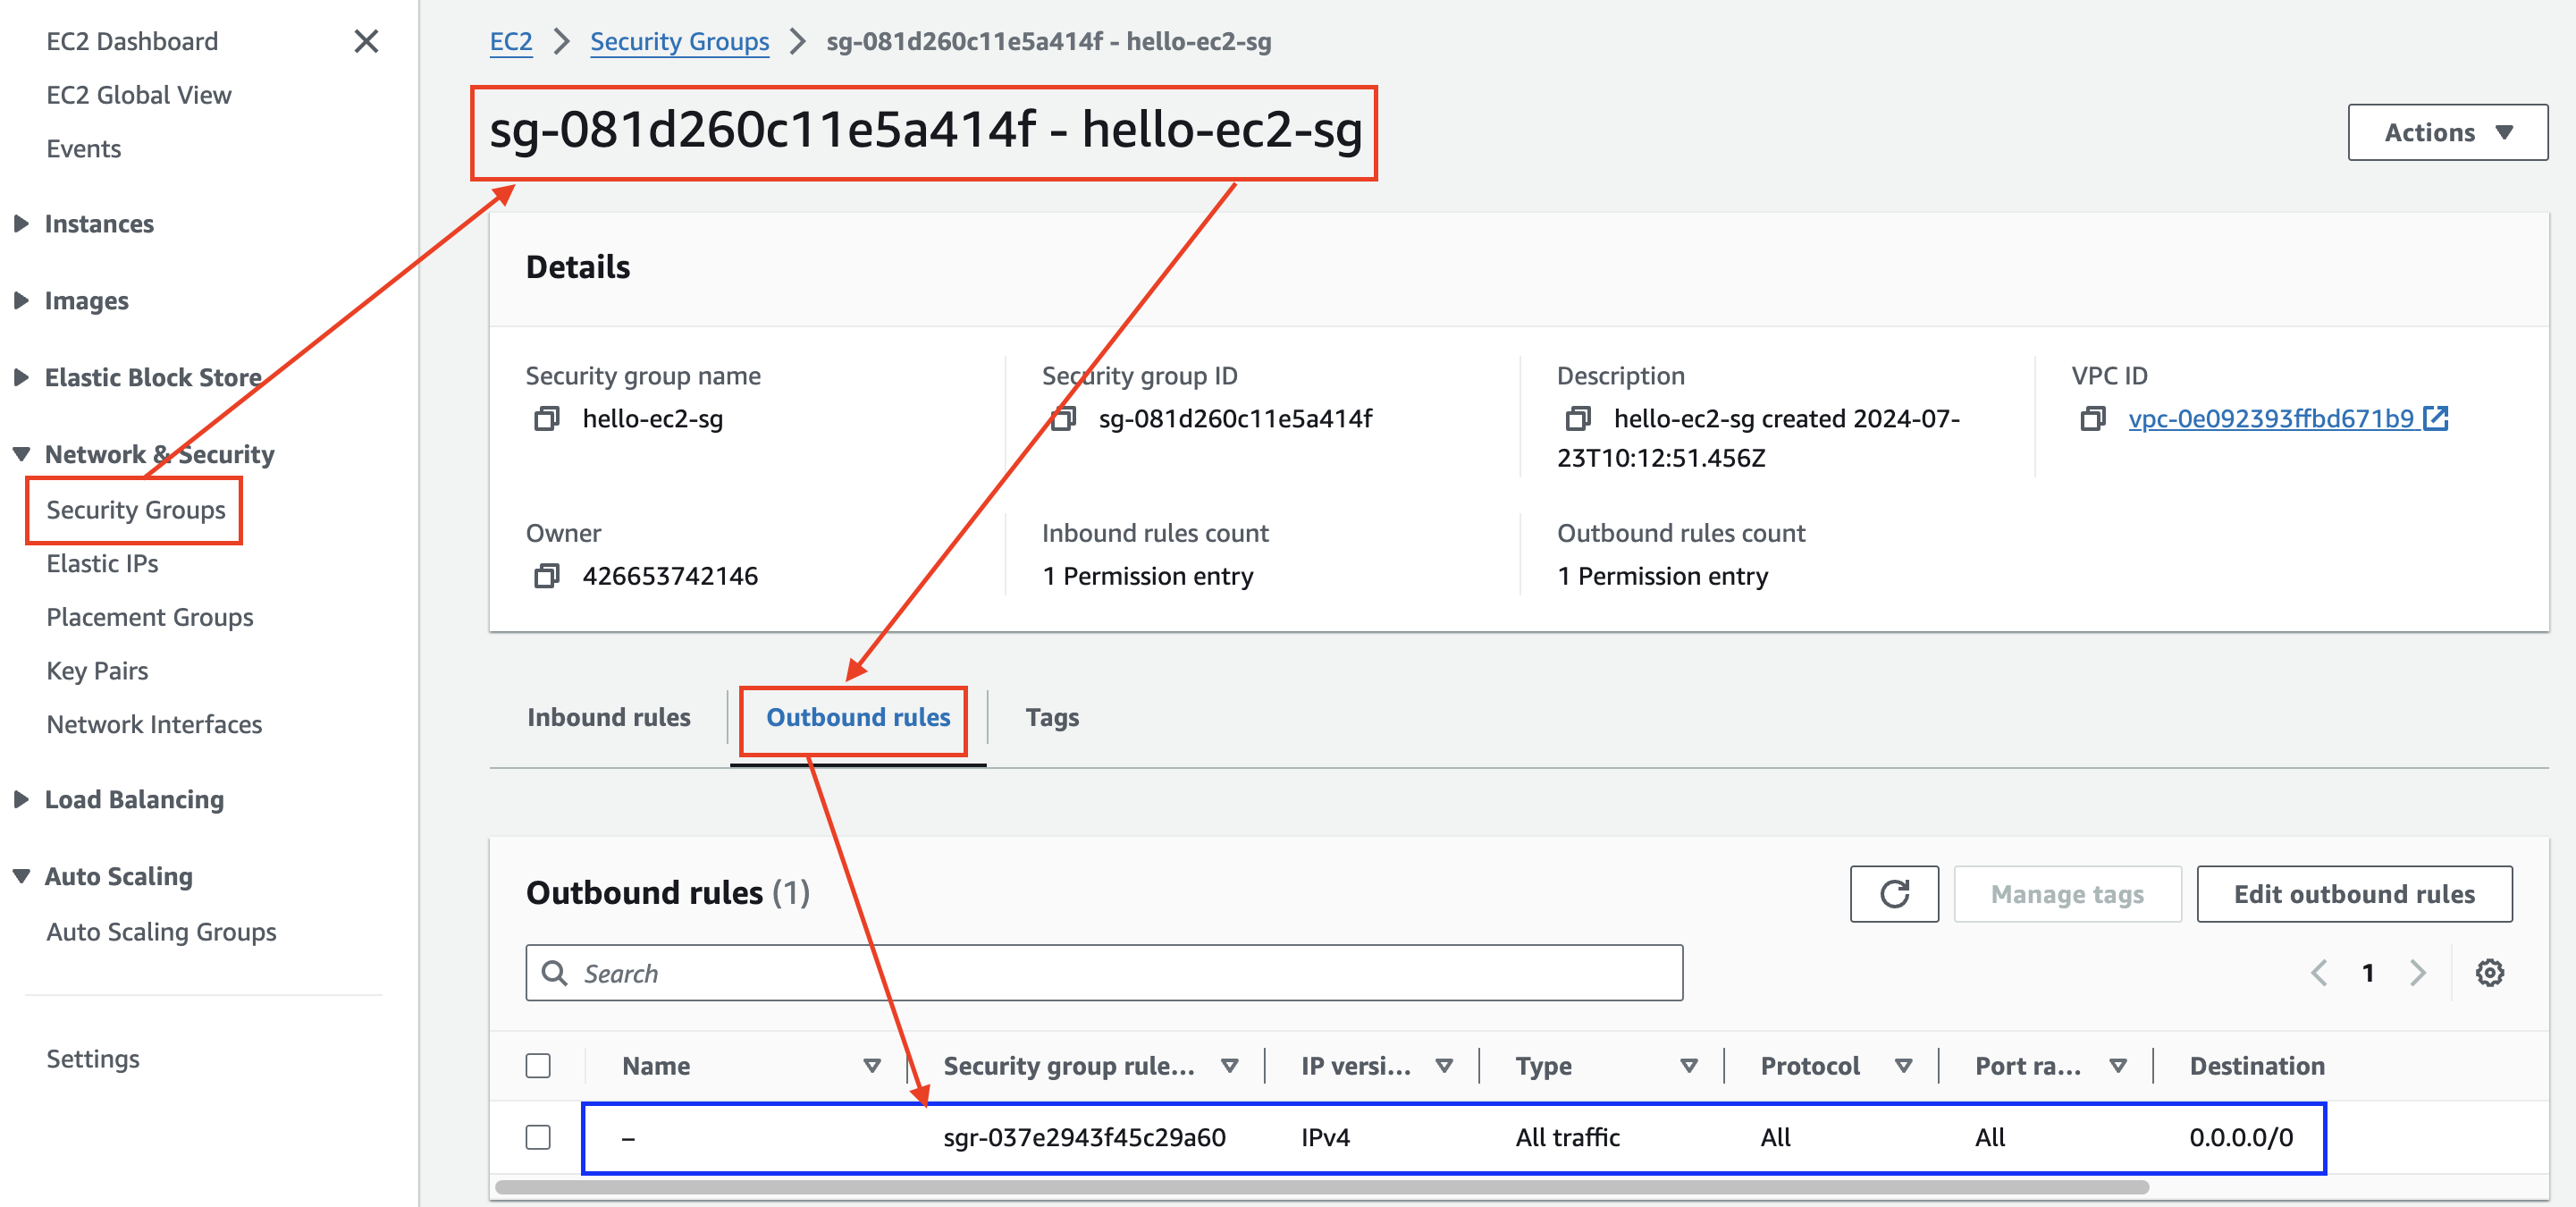 EC2 Dashboard
EC2 Global View
Events
Instances
Images
Elastic Block Store
Network & Security
Security Groups
Elastic IPs
Placement Groups
Key Pairs
Network Interfaces
Load Balancing
Auto Scaling
Auto Scaling Groups
Settings
EC2 > Security Groups > sg-081d260c11e5a414f - hello-ec2-sg
sg-081d260c11e5a414f - hello-ec2-sg
Actions
Details
Security group name
hello-ec2-sg
Security group ID
sg-081d260c11e5a414f
Description
hello-ec2-sg created 2024-07-
23T10:12:51.456Z
VPC ID
vpc-0e092393ffbd671b9
Owner
426653742146
Inbound rules count
1 Permission entry
Outbound rules count
1 Permission entry
Inbound rules
Outbound rules
Tags
Outbound rules (1)
Manage tags
Edit outbound rules
Search
1
Name Security group rule... IP versi... Type Protocol Port ra... Destination
– sgr-037e2943f45c29a60 IPv4 All traffic All All 0.0.0.0/0